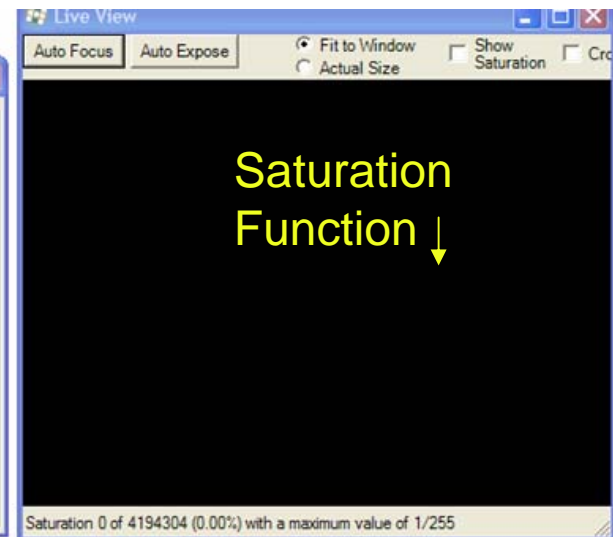 Live View
Auto Focus Auto Expose Fit to Window Show Cro
Actual Size Saturation
Saturation
Function
Saturation 0 of 4194304 (0.00%) with a maximum value of 1/255